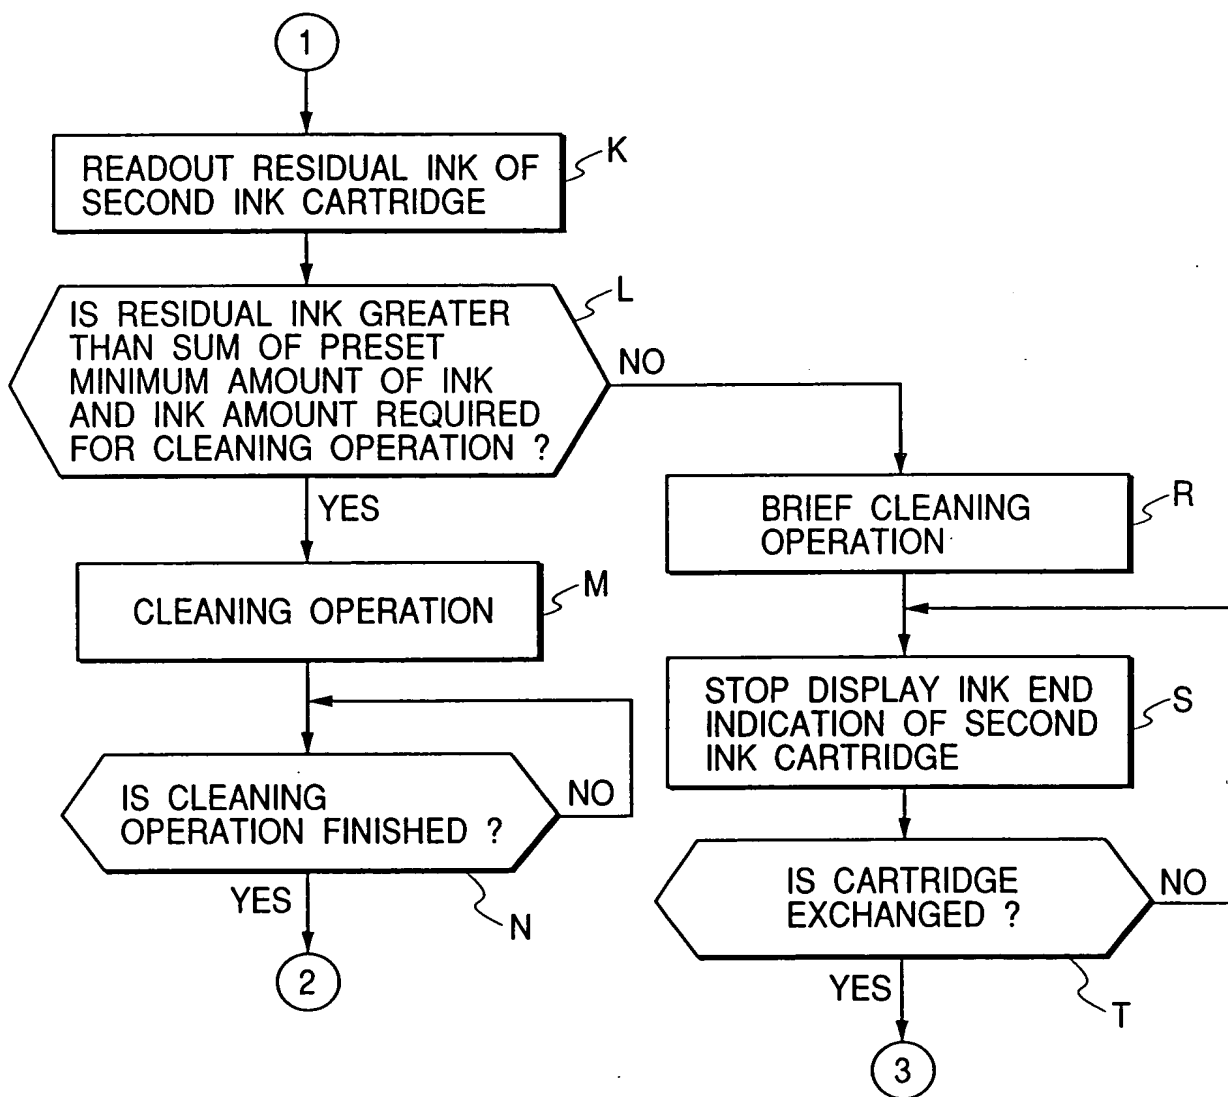 1
READOUT RESIDUAL INK OF
SECOND INK CARTRIDGE
K
IS RESIDUAL INK GREATER
THAN SUM OF PRESET
MINIMUM AMOUNT OF INK
AND INK AMOUNT REQUIRED
FOR CLEANING OPERATION ?
L
NO
YES
CLEANING OPERATION
M
IS CLEANING
OPERATION FINISHED ?
NO
YES
N
2
BRIEF CLEANING
OPERATION
R
STOP DISPLAY INK END
INDICATION OF SECOND
INK CARTRIDGE
S
IS CARTRIDGE
EXCHANGED ?
NO
YES
T
3